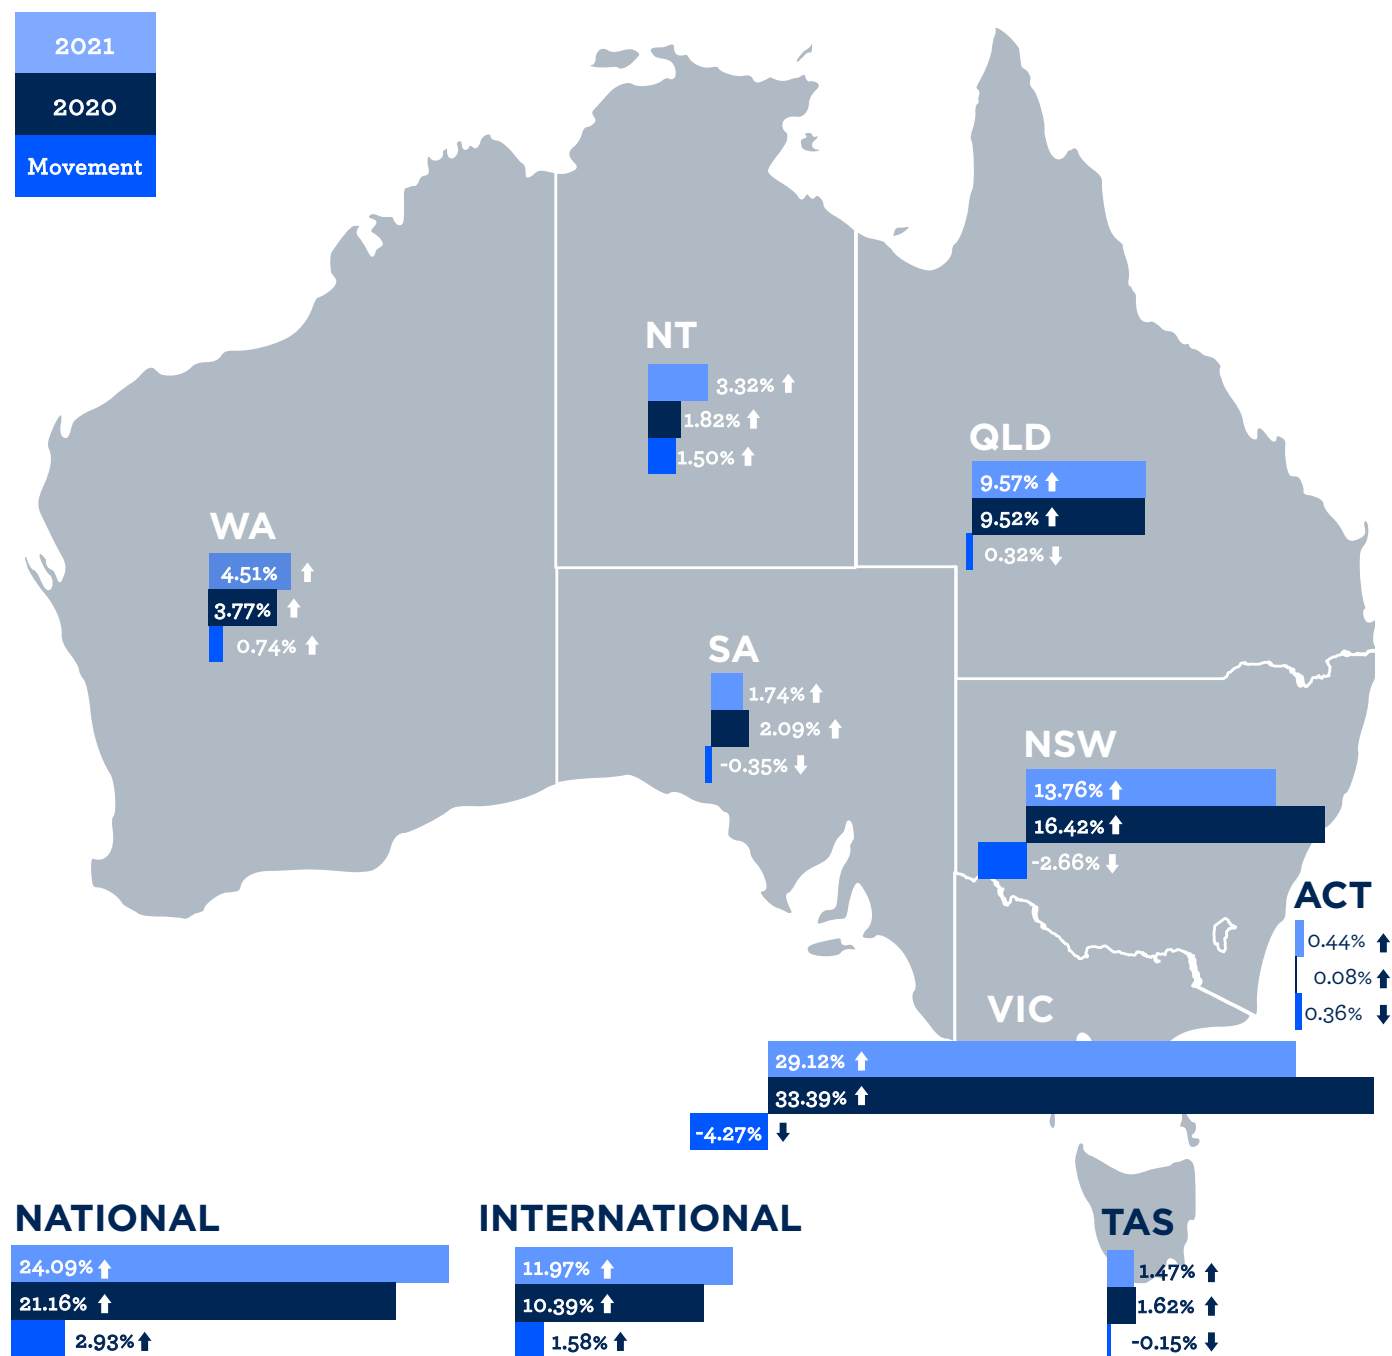 2021
2020
Movement
NT
3.32%
1.82%
1.50%
QLD
9.57%
9.52%
0.32%
WA
4.51%
3.77%
0.74%
SA
1.74%
2.09%
-0.35%
NSW
13.76%
16.42%
-2.66%
ACT
0.44%
0.08%
0.36%
VIC
29.12%
33.39%
-4.27%
NATIONAL
24.09%
21.16%
2.93%
INTERNATIONAL
11.97%
10.39%
1.58%
TAS
1.47%
1.62%
-0.15%